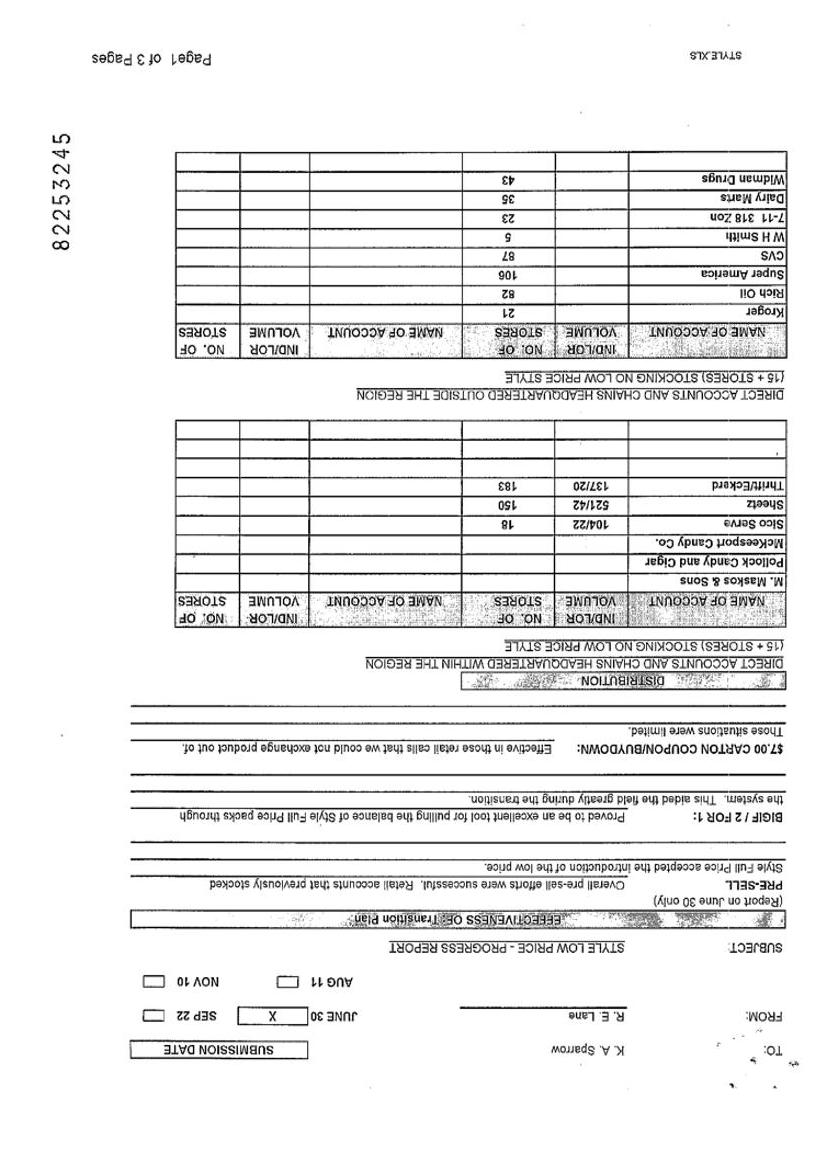 TO: K. A. Sparrow SUBMISSION DATE
FROM: R. E. Lane JUNE 30 X SEP 22
AUG 11 NOV 10
SUBJECT: STYLE LOW PRICE - PROGRESS REPORT
EFFECTIVENESS OF: Transition Plan
(Report on June 30 only)
PRE-SELL Overall pre-sell efforts were successful. Retail accounts that previously stocked
Style Full Price accepted the introduction of the low price.
BIGIF / 2 FOR 1: Proved to be an excellent tool for pulling the balance of Style Full Price packs through
the system. This aided the field greatly during the transition.
$7.00 CARTON COUPON/BUYDOWN: Effective in those retail calls that we could not exchange product out of.
Those situations were limited.
DISTRIBUTION
DIRECT ACCOUNTS AND CHAINS HEADQUARTERED WITHIN THE REGION
(15 + STORES) STOCKING NO LOW PRICE STYLE
IND/LOR NO. OF IND/LOR NO. OF
NAME OF ACCOUNT VOLUME STORES NAME OF ACCOUNT VOLUME STORES
M. Maskos & Sons
Pollock Candy and Cigar
McKeesport Candy Co.
Sico Serve 104/22 18
Sheetz 521/42 150
Thrift/Eckerd 137/20 183
DIRECT ACCOUNTS AND CHAINS HEADQUARTERED OUTSIDE THE REGION
(15 + STORES) STOCKING NO LOW PRICE STYLE
IND/LOR NO. OF IND/LOR NO. OF
NAME OF ACCOUNT VOLUME STORES NAME OF ACCOUNT VOLUME STORES
Kroger 21
Rich Oil 82
Super America 106
CVS 87
W H Smith 5
7-11 318 Zon 23
Dairy Marts 35
Widman Drugs 43
82253245
STYLE.XLS Page1 of 3 Pages